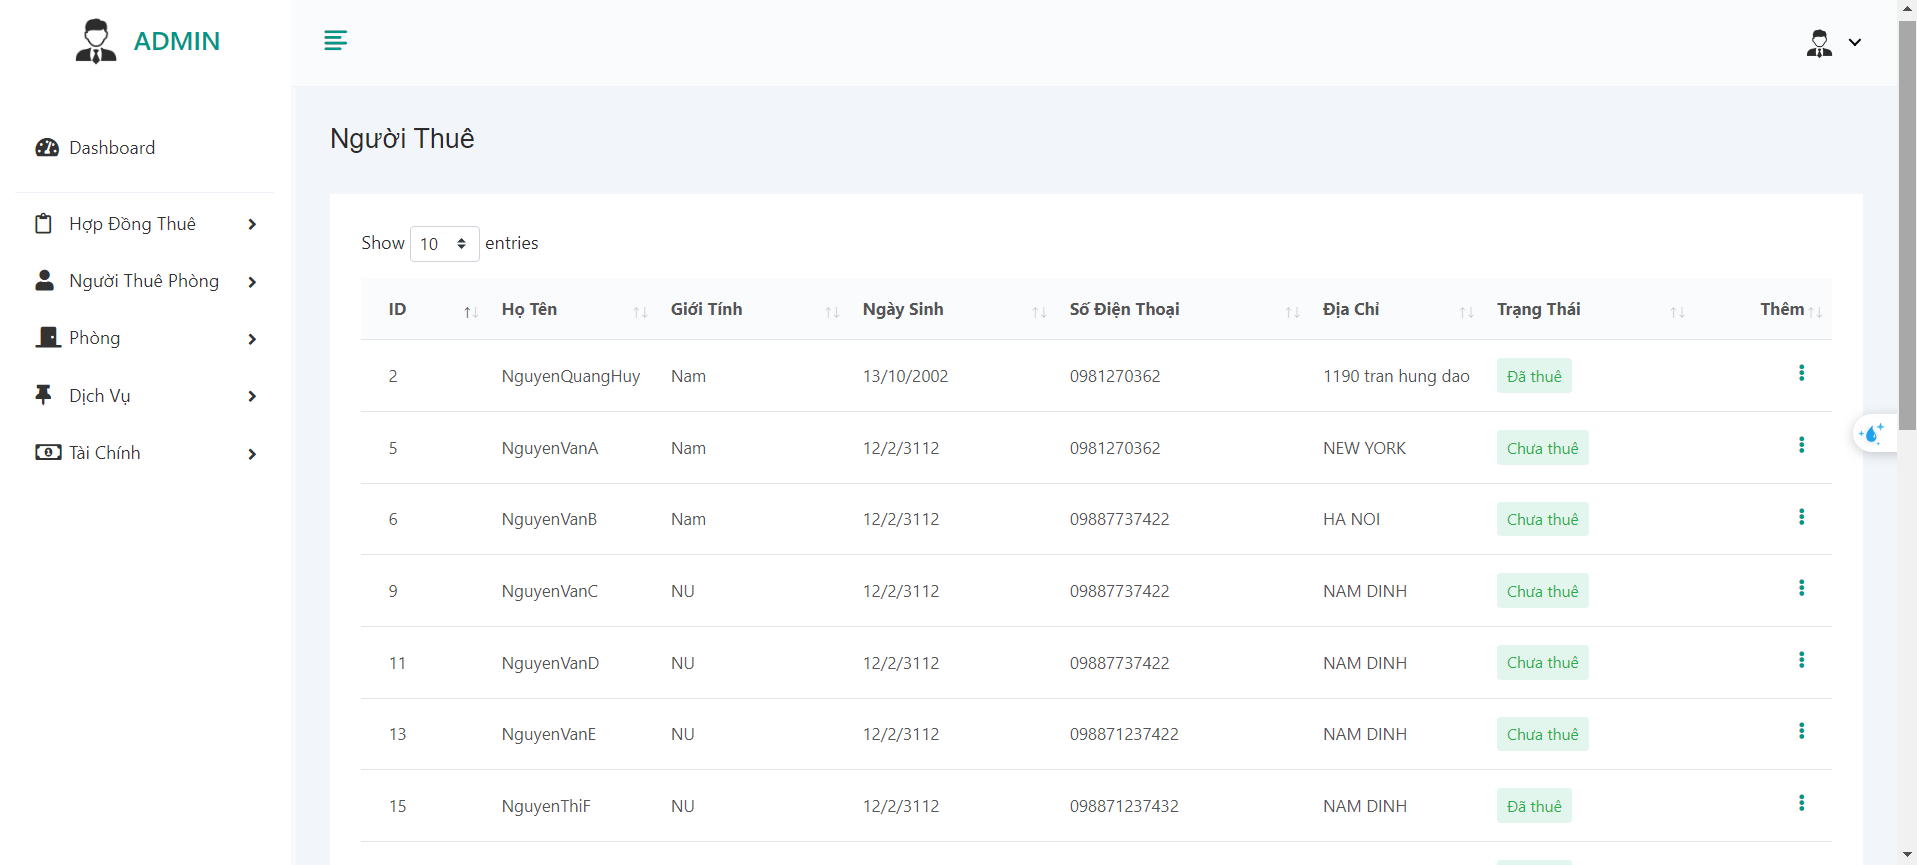 ADMIN
Dashboard
Hợp Đồng Thuê
Người Thuê Phòng
Phòng
Dịch Vụ
Tài Chính
Người Thuê
Show 10 entries
ID Họ Tên Giới Tính Ngày Sinh Số Điện Thoại Địa Chỉ Trạng Thái Thêm
2 NguyenQuangHuy Nam 13/10/2002 0981270362 1190 tran hung dao Đã thuê
5 NguyenVanA Nam 12/2/3112 0981270362 NEW YORK Chưa thuê
6 NguyenVanB Nam 12/2/3112 09887737422 HA NOI Chưa thuê
9 NguyenVanC NU 12/2/3112 09887737422 NAM DINH Chưa thuê
11 NguyenVanD NU 12/2/3112 09887737422 NAM DINH Chưa thuê
13 NguyenVanE NU 12/2/3112 098871237422 NAM DINH Chưa thuê
15 NguyenThiF NU 12/2/3112 098871237432 NAM DINH Đã thuê